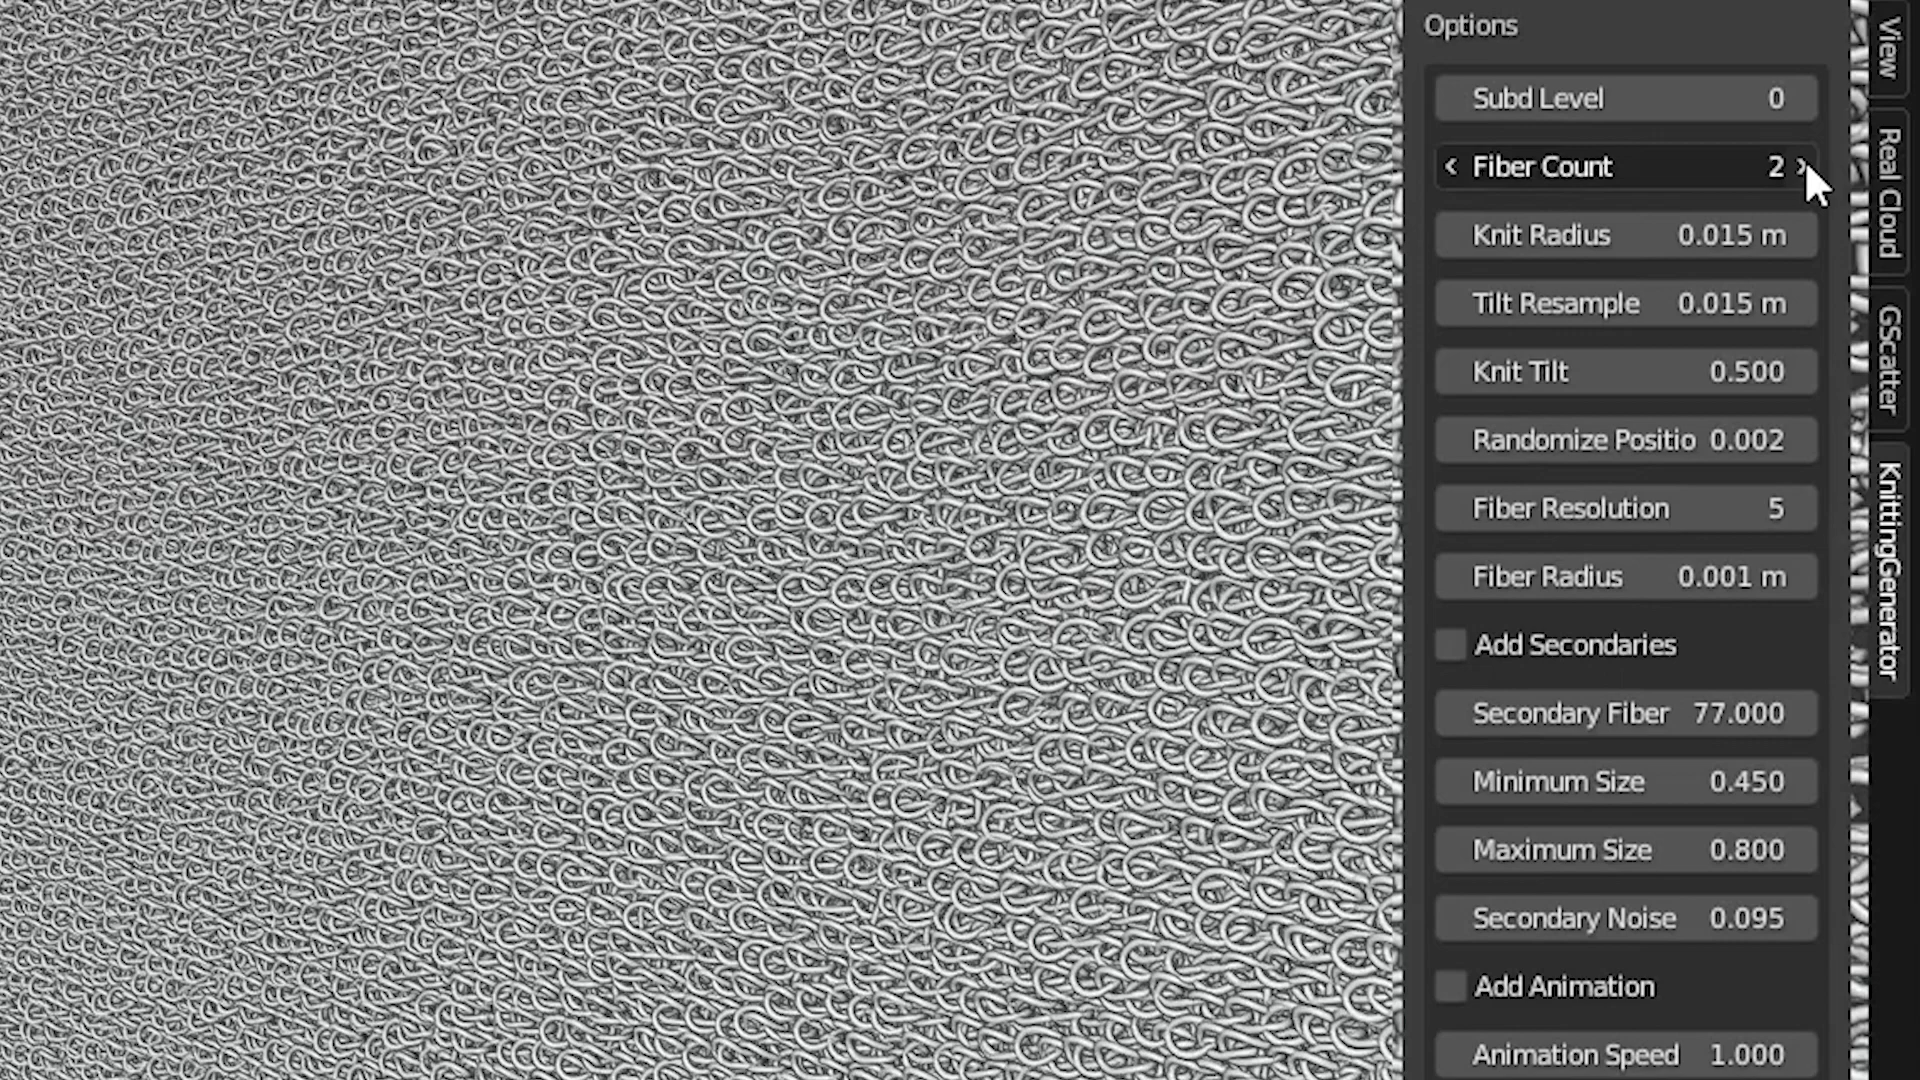 Options
Subd Level 0
Fiber Count 2
Knit Radius 0.015 m
Tilt Resample 0.015 m
Knit Tilt 0.500
Randomize Positio 0.002
Fiber Resolution 5
Fiber Radius 0.001 m
Add Secondaries
Secondary Fiber 77.000
Minimum Size 0.450
Maximum Size 0.800
Secondary Noise 0.095
Add Animation
Animation Speed 1.000
View
Real Cloud
GScatter
KnittingGenerator